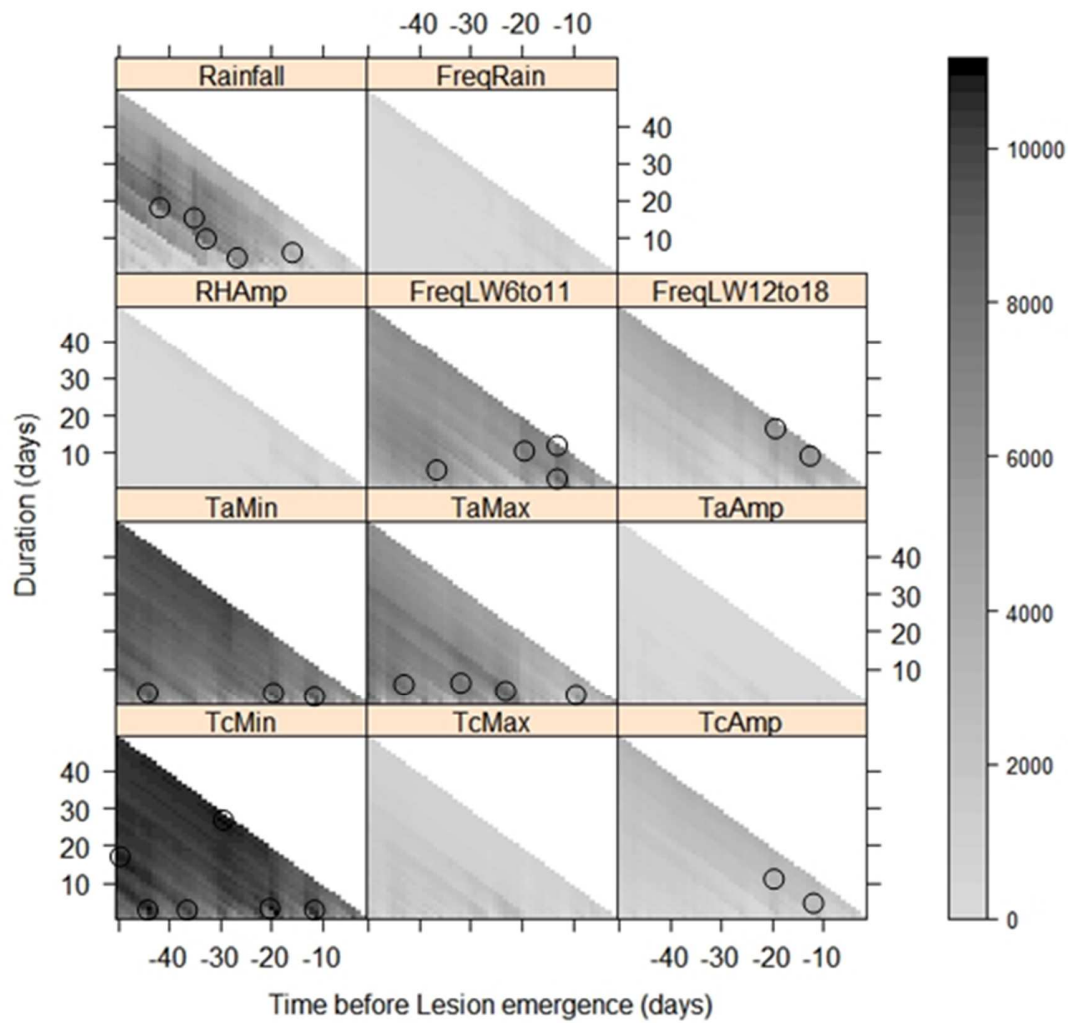 -40 -30 -20 -10
Rainfall FreqRain
40
30
20
10
10000
8000
6000
4000
2000
0
RHAmp FreqLW6to11 FreqLW12to18
40
30
20
10
TaMin TaMax TaAmp
40
30
20
10
TcMin TcMax TcAmp
40
30
20
10
-40 -30 -20 -10 -40 -30 -20 -10
Duration (days)
Time before Lesion emergence (days)